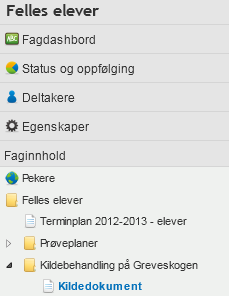 Felles elever
Fagdashbord
Status og oppfølging
Deltakere
Egenskaper
Faginnhold
Pekere
Felles elever
Terminplan 2012-2013 - elever
Prøveplaner
Kildebehandling på Greveskogen
Kildedokument